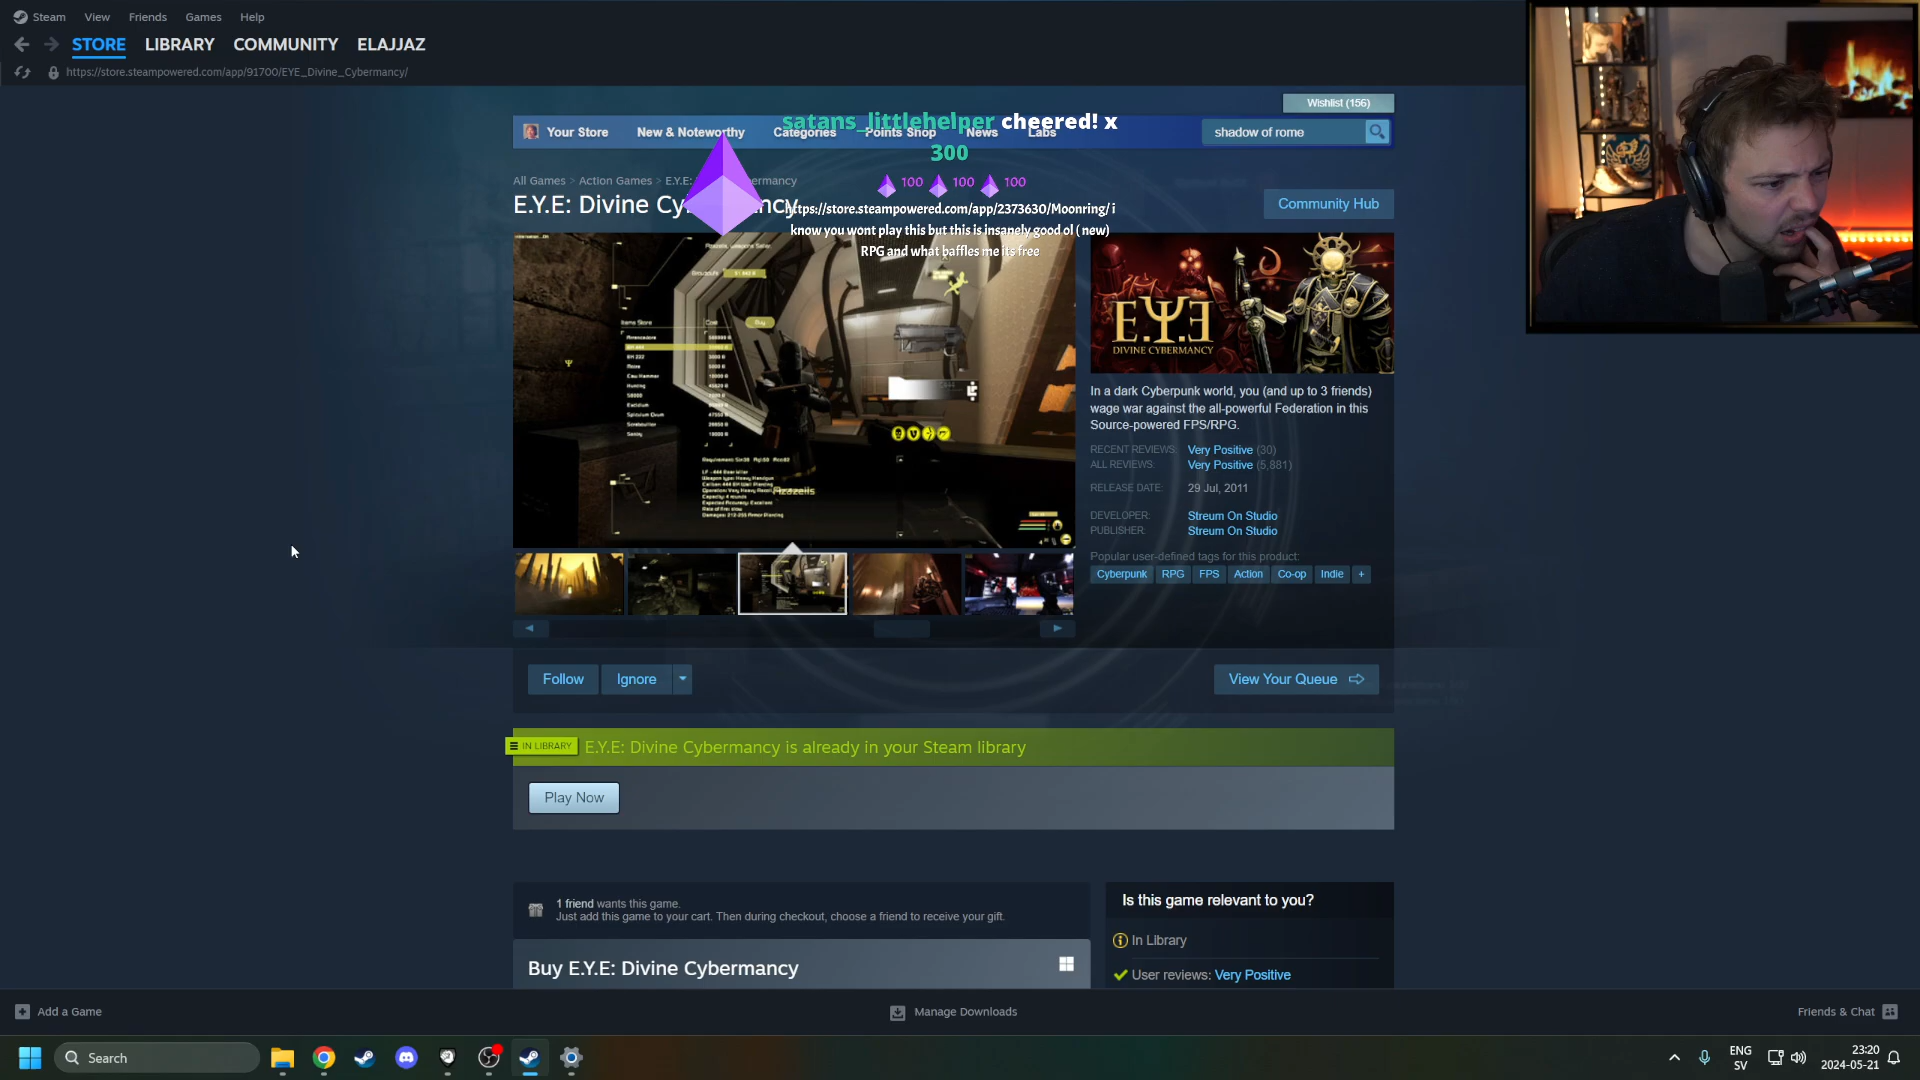 Steam View Friends Games Help
STORE LIBRARY COMMUNITY ELAJJAZ
https://store.steampowered.com/app/91700/EYE_Divine_Cybermancy/
Wishlist (156)
Your Store New & Noteworthy Categories Points Shop News Labs
shadow of rome
satans_littlehelper cheered! x
300
100 100 100
https://store.steampowered.com/app/2373630/Moonring/ i
know you wont play this but this is insanely good ol ( new)
RPG and what baffles me its free
All Games > Action Games > E.Y.E:
E.Y.E: Divine
Community Hub
Items Store Cost Buy
E.Y.E
DIVINE CYBERMANCY
In a dark Cyberpunk world, you (and up to 3 friends)
wage war against the all-powerful Federation in this
Source-powered FPS/RPG.
RECENT REVIEWS: Very Positive (30)
ALL REVIEWS: Very Positive (5,881)
RELEASE DATE: 29 Jul, 2011
DEVELOPER: Streum On Studio
PUBLISHER: Streum On Studio
Popular user-defined tags for this product:
Cyberpunk RPG FPS Action Co-op Indie +
Follow Ignore
View Your Queue
IN LIBRARY E.Y.E: Divine Cybermancy is already in your Steam library
Play Now
1 friend wants this game.
Just add this game to your cart. Then during checkout, choose a friend to receive your gift.
Buy E.Y.E: Divine Cybermancy
Is this game relevant to you?
In Library
User reviews: Very Positive
Add a Game
Manage Downloads
Friends & Chat
Search
ENG
SV
23:20
2024-05-21